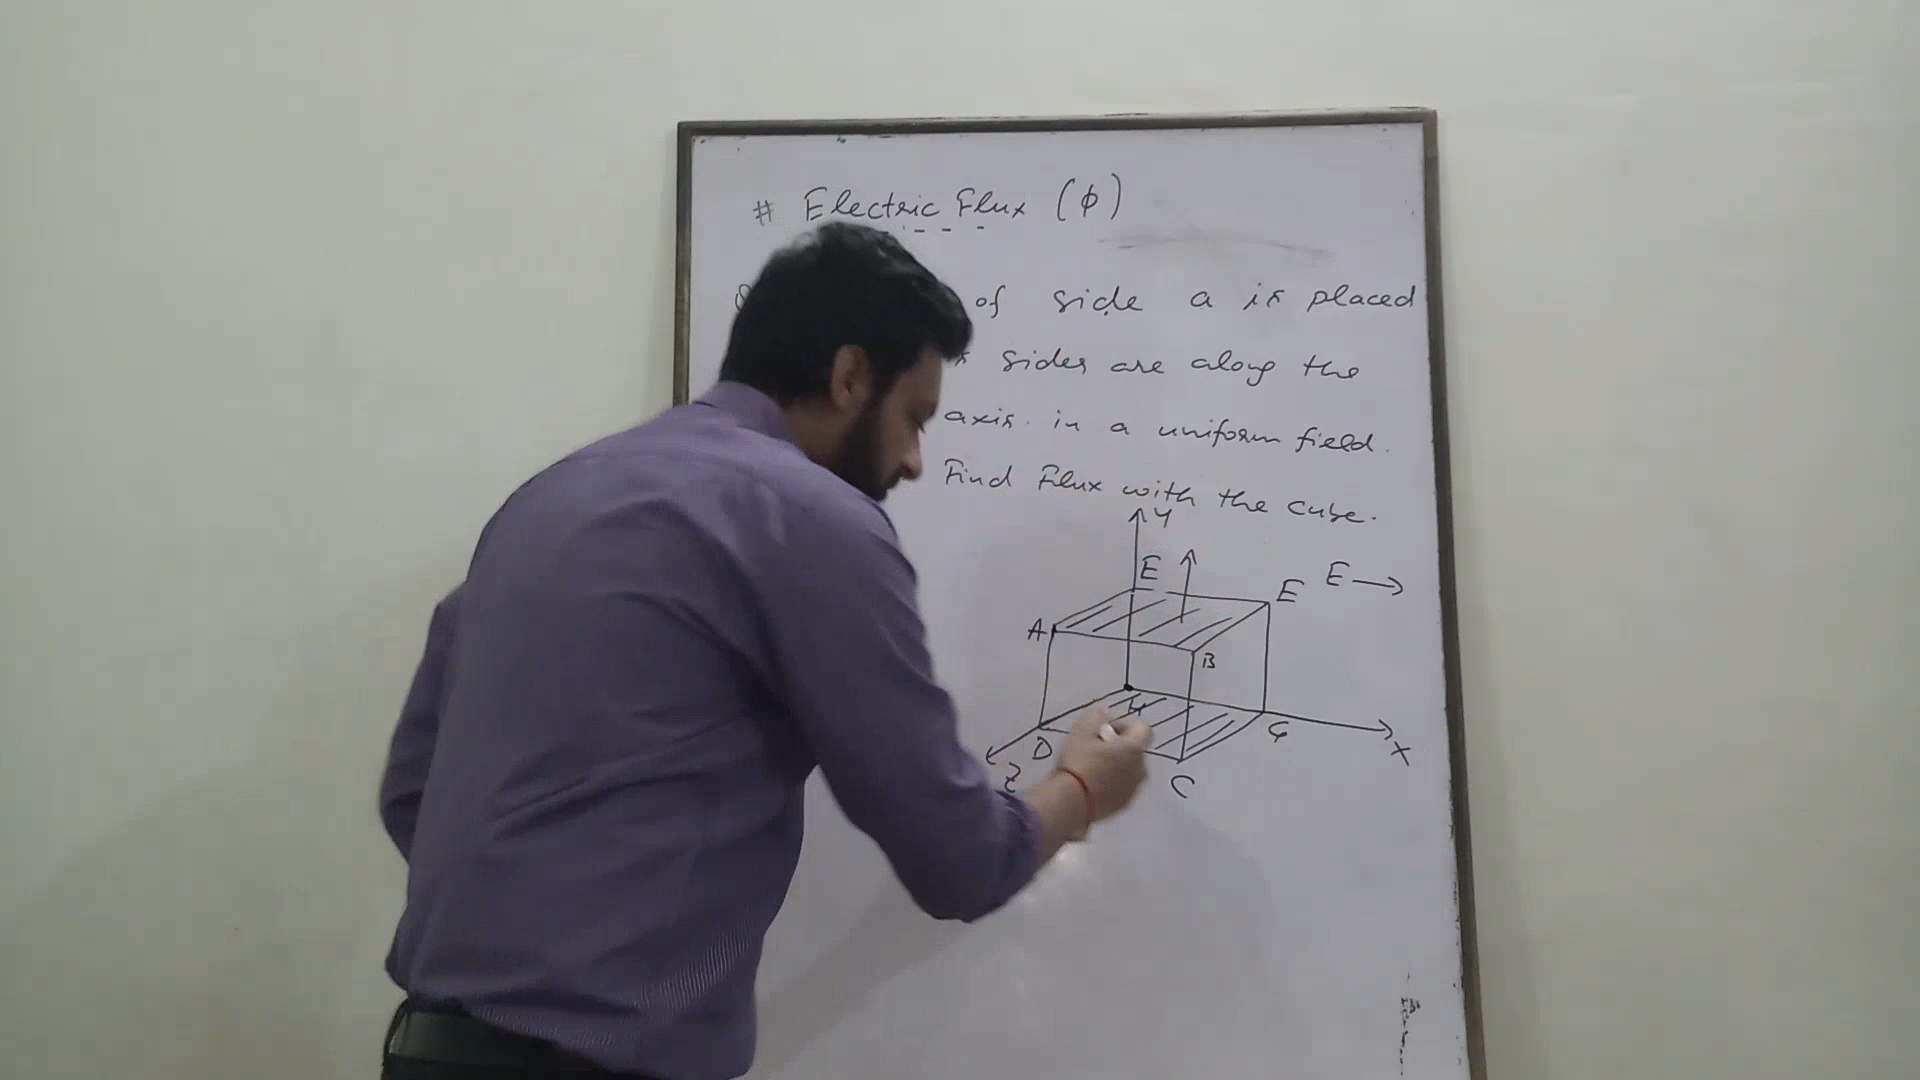 # Electric Flux (ϕ)
of side a is placed
sides are along the
axis. in a uniform field.
Find Flux with the cube.
Y
E
E
E →
A
B
H
D
G
C
X
Z